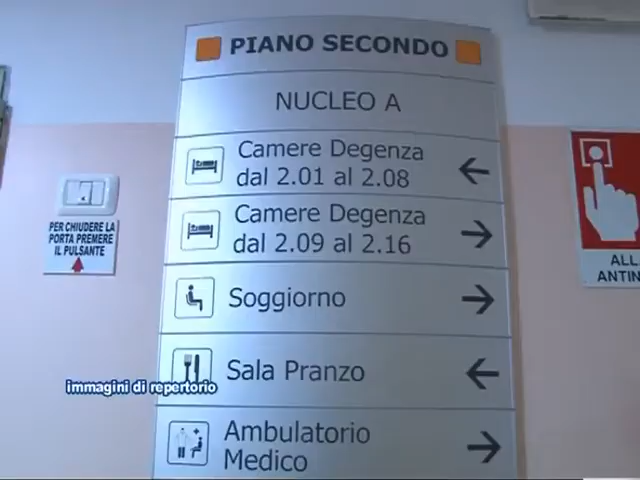 PIANO SECONDO
NUCLEO A
Camere Degenza
dal 2.01 al 2.08
Camere Degenza
dal 2.09 al 2.16
Soggiorno
Sala Pranzo
Ambulatorio
Medico
PER CHIUDERE LA
PORTA PREMERE
IL PULSANTE
immagini di repertorio
ALL
ANTIN